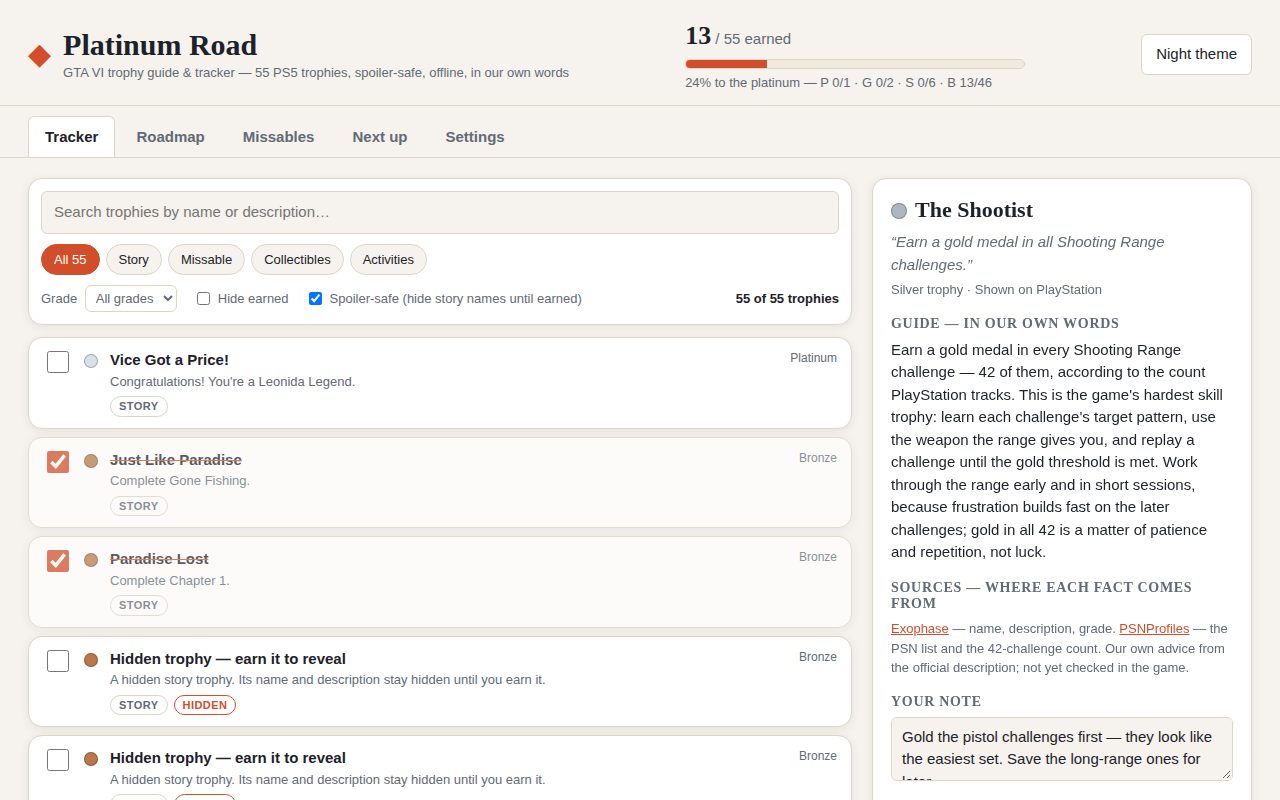 Platinum Road
GTA VI trophy guide & tracker — 55 PS5 trophies, spoiler-safe, offline, in our own words
13 / 55 earned
24% to the platinum — P 0/1 · G 0/2 · S 0/6 · B 13/46
Night theme
Tracker Roadmap Missables Next up Settings
Search trophies by name or description…
All 55 Story Missable Collectibles Activities
Grade All grades Hide earned Spoiler-safe (hide story names until earned) 55 of 55 trophies
Vice Got a Price! Platinum
Congratulations! You're a Leonida Legend.
STORY
Just Like Paradise Bronze
Complete Gone Fishing.
STORY
Paradise Lost Bronze
Complete Chapter 1.
STORY
Hidden trophy — earn it to reveal Bronze
A hidden story trophy. Its name and description stay hidden until you earn it.
STORY HIDDEN
Hidden trophy — earn it to reveal Bronze
A hidden story trophy. Its name and description stay hidden until you earn it.
The Shootist
“Earn a gold medal in all Shooting Range
challenges.”
Silver trophy · Shown on PlayStation
GUIDE — IN OUR OWN WORDS
Earn a gold medal in every Shooting Range
challenge — 42 of them, according to the count
PlayStation tracks. This is the game's hardest skill
trophy: learn each challenge's target pattern, use
the weapon the range gives you, and replay a
challenge until the gold threshold is met. Work
through the range early and in short sessions,
because frustration builds fast on the later
challenges; gold in all 42 is a matter of patience
and repetition, not luck.
SOURCES — WHERE EACH FACT COMES
FROM
Exophase — name, description, grade. PSNProfiles — the
PSN list and the 42-challenge count. Our own advice from
the official description; not yet checked in the game.
YOUR NOTE
Gold the pistol challenges first — they look like
the easiest set. Save the long-range ones for